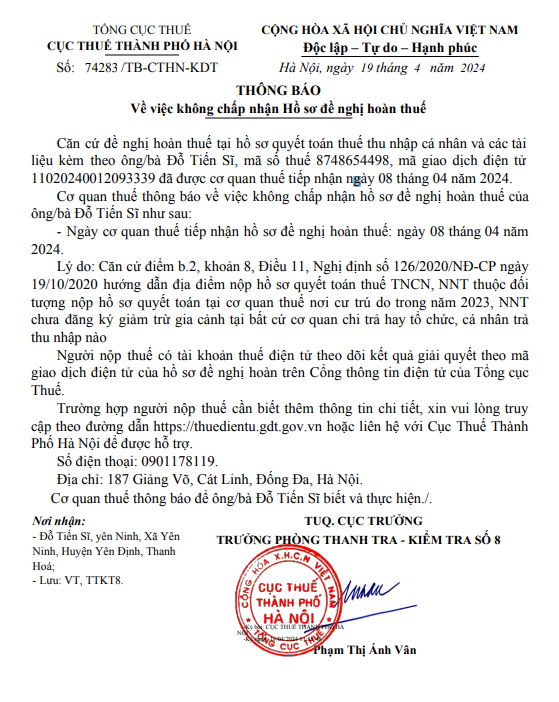 TỔNG CỤC THUẾ
CỤC THUẾ THÀNH PHỐ HÀ NỘI
Số: 74283 /TB-CTHN-KDT
CỘNG HÒA XÃ HỘI CHỦ NGHĨA VIỆT NAM
Độc lập – Tự do – Hạnh phúc
Hà Nội, ngày 19 tháng 4 năm 2024
THÔNG BÁO
Về việc không chấp nhận Hồ sơ đề nghị hoàn thuế
Căn cứ đề nghị hoàn thuế tại hồ sơ quyết toán thuế thu nhập cá nhân và các tài
liệu kèm theo ông/bà Đỗ Tiến Sĩ, mã số thuế 8748654498, mã giao dịch điện tử
11020240012093339 đã được cơ quan thuế tiếp nhận ngày 08 tháng 04 năm 2024.
Cơ quan thuế thông báo về việc không chấp nhận hồ sơ đề nghị hoàn thuế của
ông/bà Đỗ Tiến Sĩ như sau:
- Ngày cơ quan thuế tiếp nhận hồ sơ đề nghị hoàn thuế: ngày 08 tháng 04 năm
2024.
Lý do: Căn cứ điểm b.2, khoản 8, Điều 11, Nghị định số 126/2020/NĐ-CP ngày
19/10/2020 hướng dẫn địa điểm nộp hồ sơ quyết toán thuế TNCN, NNT thuộc đối
tượng nộp hồ sơ quyết toán tại cơ quan thuế nơi cư trú do trong năm 2023, NNT
chưa đăng ký giảm trừ gia cảnh tại bất cứ cơ quan chi trả hay tổ chức, cá nhân trả
thu nhập nào
Người nộp thuế có tài khoản thuế điện tử theo dõi kết quả giải quyết theo mã
giao dịch điện tử của hồ sơ đề nghị hoàn trên Cổng thông tin điện tử của Tổng cục
Thuế.
Trường hợp người nộp thuế cần biết thêm thông tin chi tiết, xin vui lòng truy
cập theo đường dẫn https://thuedientu.gdt.gov.vn hoặc liên hệ với Cục Thuế Thành
Phố Hà Nội để được hỗ trợ.
Số điện thoại: 0901178119.
Địa chỉ: 187 Giảng Võ, Cát Linh, Đống Đa, Hà Nội.
Cơ quan thuế thông báo để ông/bà Đỗ Tiến Sĩ biết và thực hiện./.
Nơi nhận:
- Đỗ Tiến Sĩ, yên Ninh, Xã Yên
Ninh, Huyện Yên Định, Thanh
Hoá;
- Lưu: VT, TTKT8.
TUQ. CỤC TRƯỞNG
TRƯỞNG PHÒNG THANH TRA - KIỂM TRA SỐ 8
CỘNG HÒA X.H.C.N VIỆT NAM
CỤC THUẾ
THÀNH PHỐ
HÀ NỘI
TỔNG CỤC THUẾ
CỤC THUẾ THÀNH PHỐ HÀ
NỘI
Phạm Thị Ánh Vân